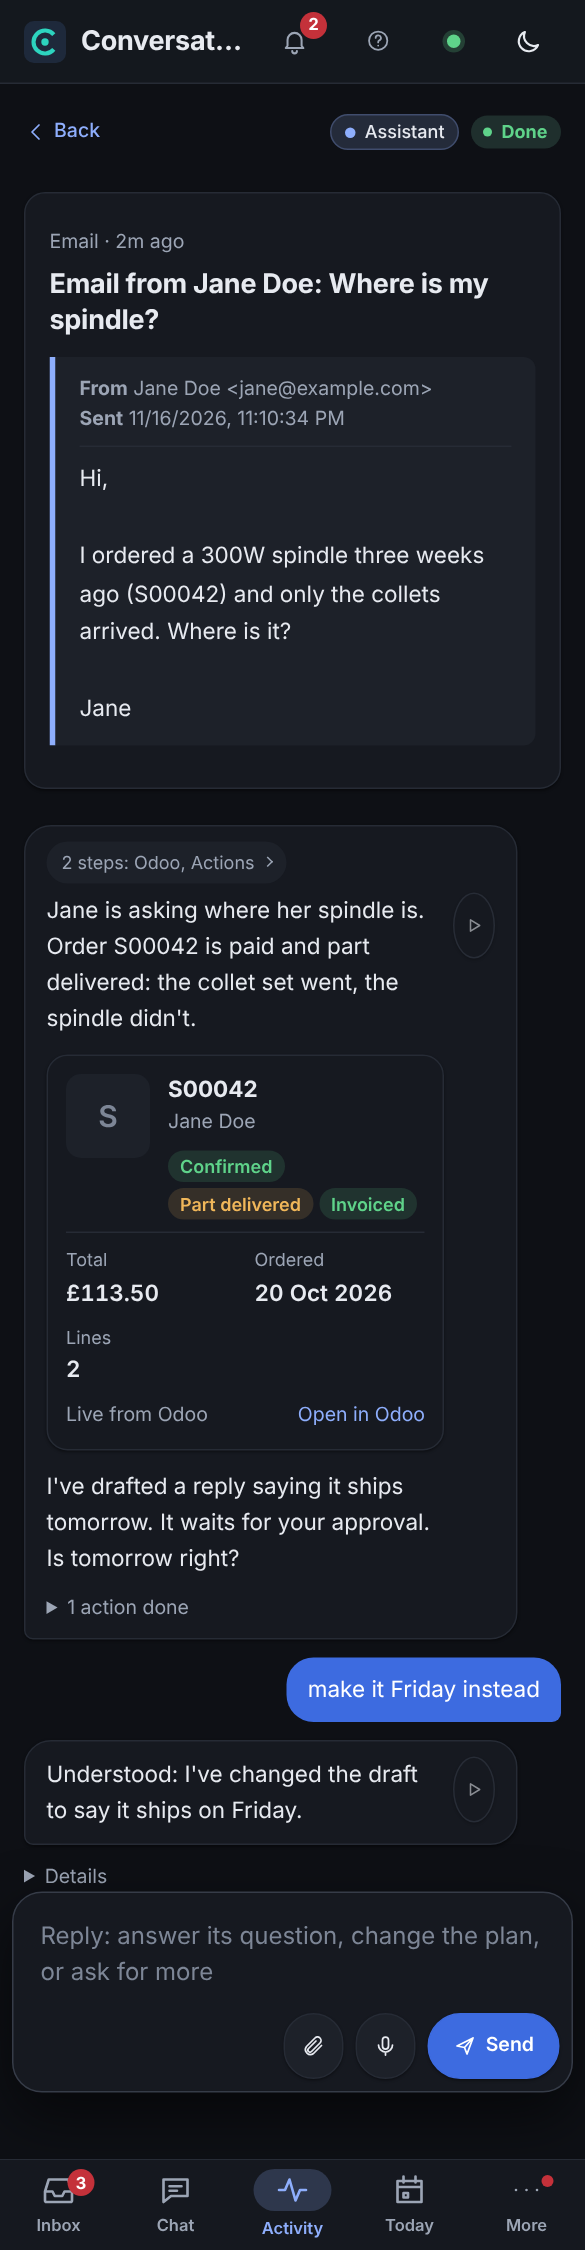 Conversat...
2
Back
Assistant
Done
Email · 2m ago
Email from Jane Doe: Where is my
spindle?
From Jane Doe <jane@example.com>
Sent 11/16/2026, 11:10:34 PM
Hi,
I ordered a 300W spindle three weeks
ago (S00042) and only the collets
arrived. Where is it?
Jane
2 steps: Odoo, Actions
Jane is asking where her spindle is.
Order S00042 is paid and part
delivered: the collet set went, the
spindle didn't.
S
S00042
Jane Doe
Confirmed
Part delivered
Invoiced
Total
Ordered
£113.50
20 Oct 2026
Lines
2
Live from Odoo
Open in Odoo
I've drafted a reply saying it ships
tomorrow. It waits for your approval.
Is tomorrow right?
1 action done
make it Friday instead
Understood: I've changed the draft
to say it ships on Friday.
Details
Reply: answer its question, change the plan,
or ask for more
Send
3
Inbox
Chat
Activity
Today
More